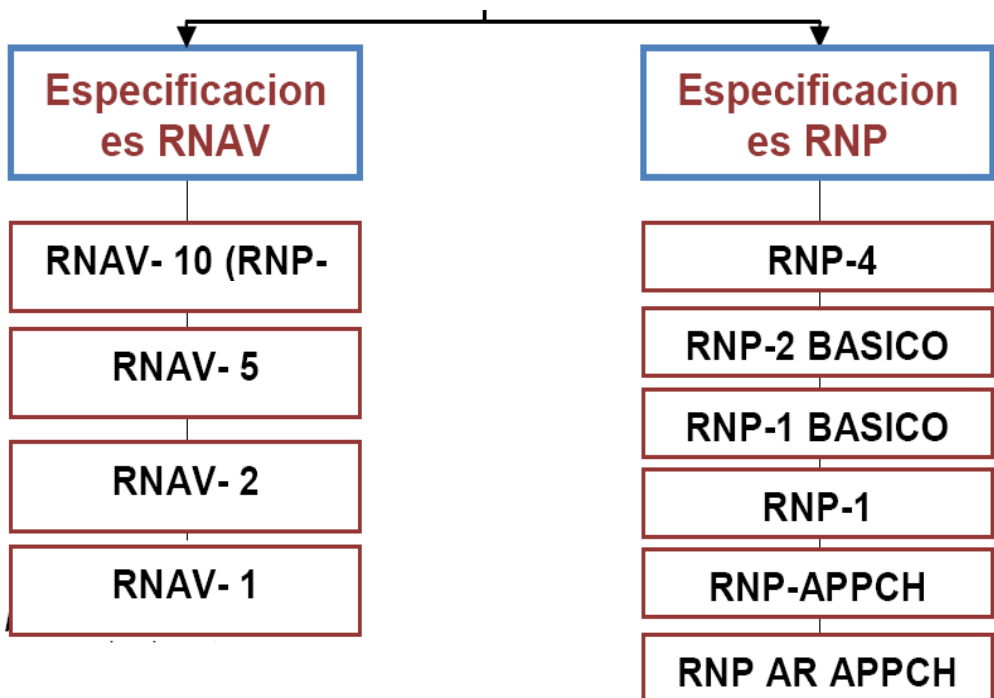 Especificacion
es RNAV
RNAV- 10 (RNP-
RNAV- 5
RNAV- 2
RNAV- 1
Especificacion
es RNP
RNP-4
RNP-2 BASICO
RNP-1 BASICO
RNP-1
RNP-APPCH
RNP AR APPCH